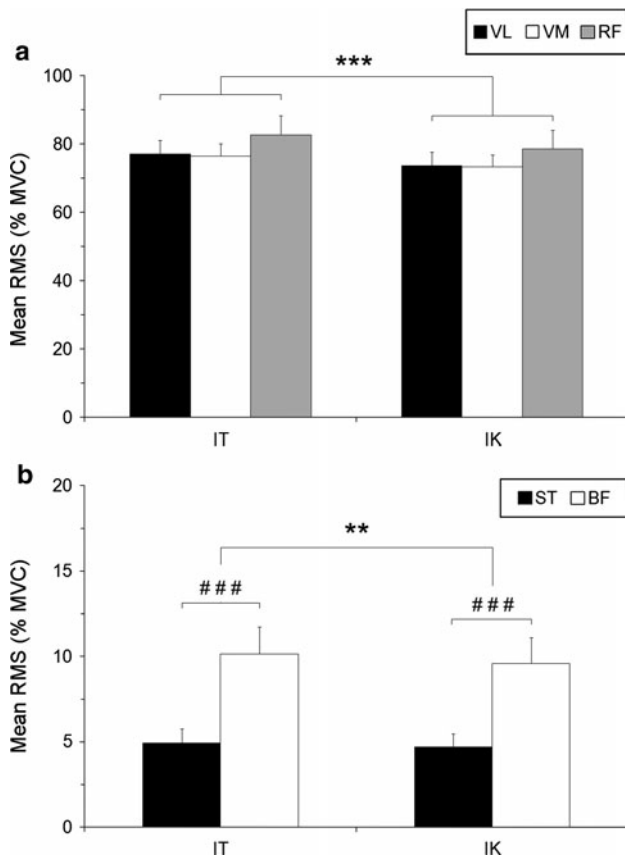 VL VM RF
a
***
100
80
60
40
20
0
Mean RMS (% MVC)
IT IK
b
ST BF
**
### ###
20
15
10
5
0
Mean RMS (% MVC)
IT IK